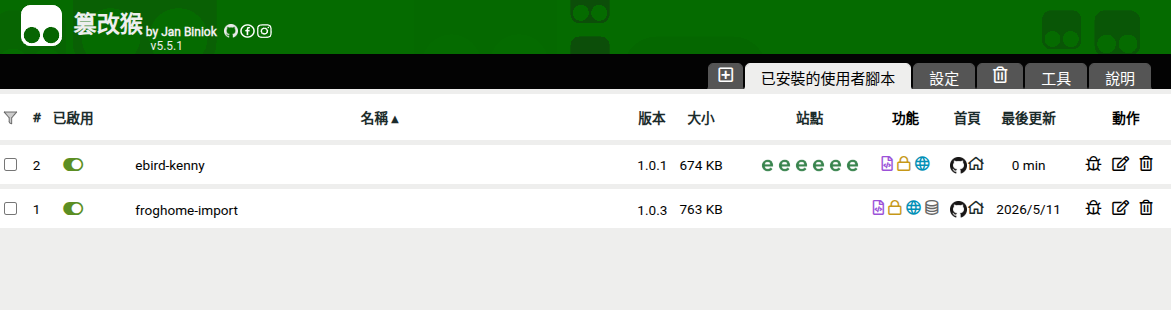 篡改猴 by Jan Biniok
v5.5.1
已安裝的使用者腳本 設定 工具 說明
# 已啟用 名稱▲ 版本 大小 站點 功能 首頁 最後更新 動作
2 ebird-kenny 1.0.1 674 KB e e e e e e 0 min
1 froghome-import 1.0.3 763 KB 2026/5/11